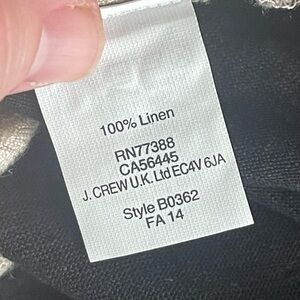 100% Linen
RN77388
CA56445
J. CREW U.K. Ltd EC4V 6JA
Style B0362
FA 14